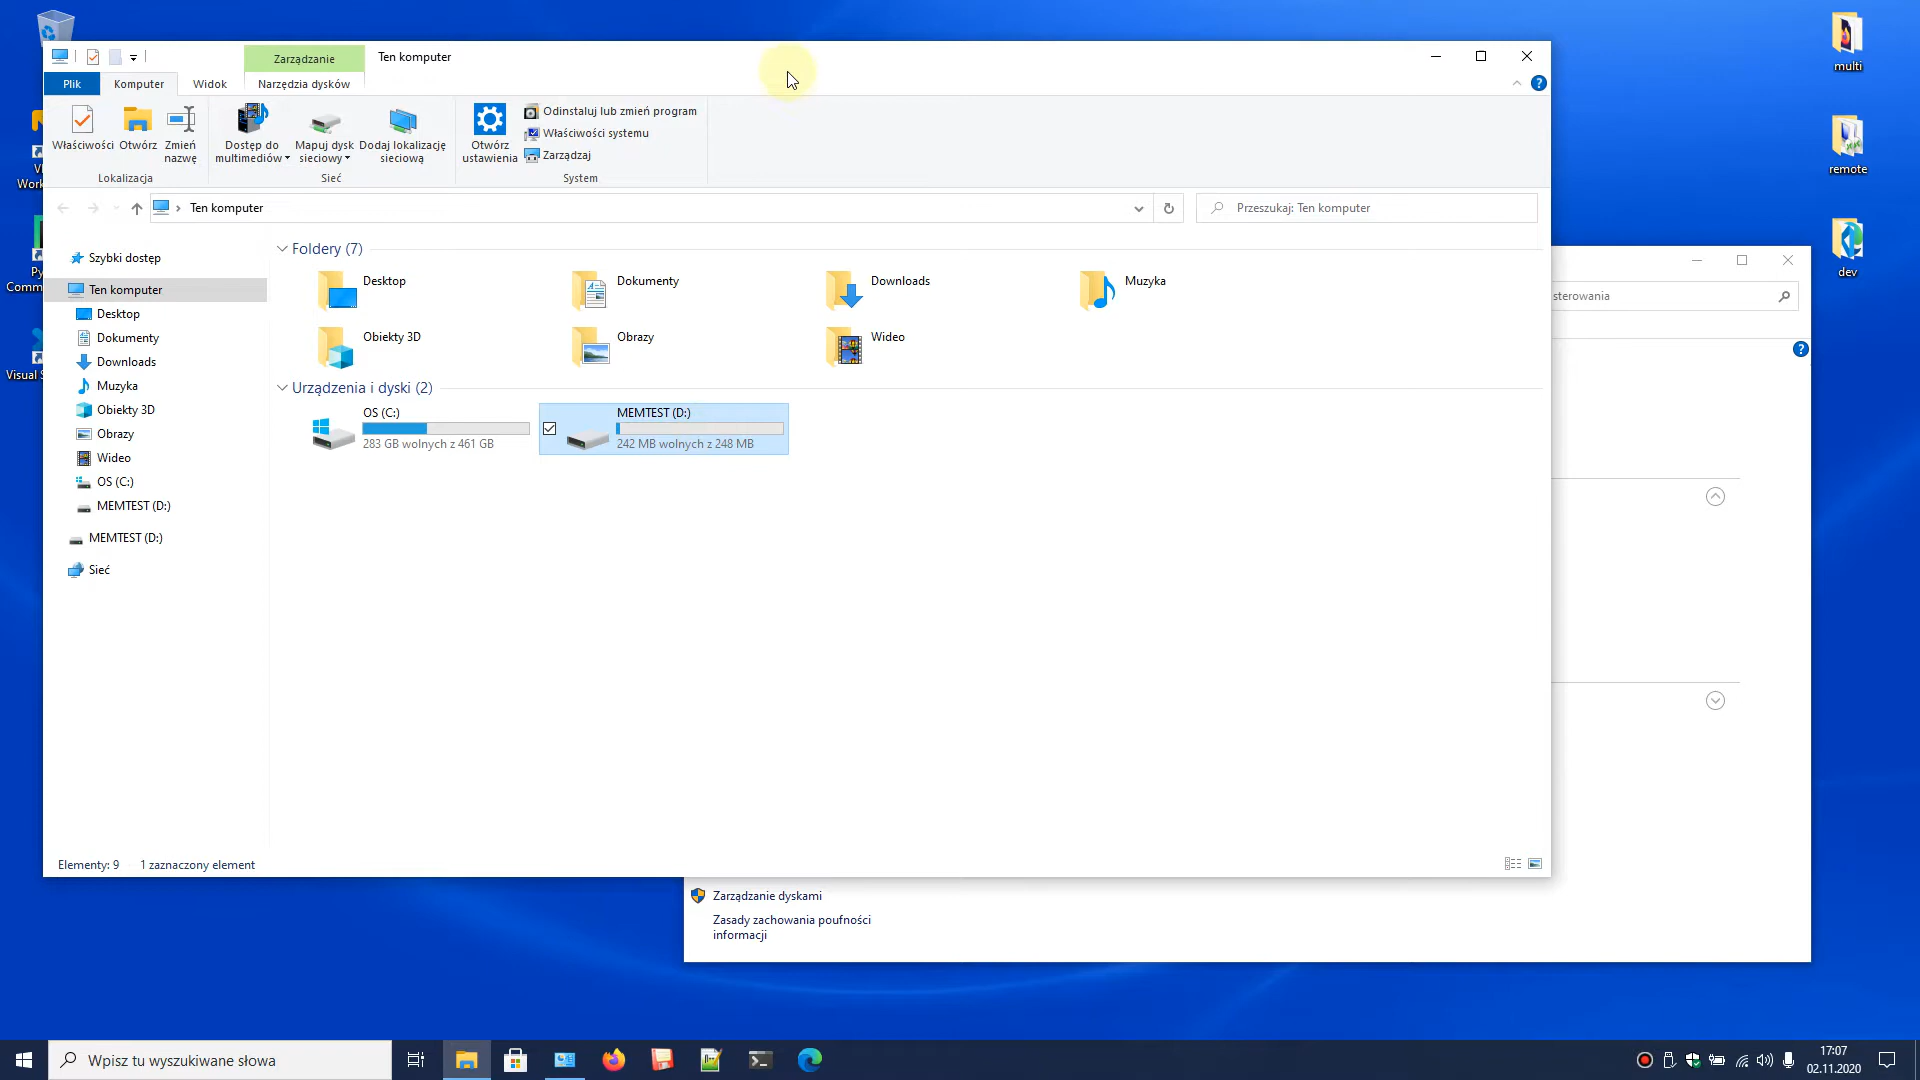 Zarządzanie
Ten komputer
Plik
Komputer
Widok
Narzędzia dysków
Właściwości
Otwórz
Zmień
nazwę
Lokalizacja
Dostęp do
multimediów
Mapuj dysk
sieciowy
Dodaj lokalizację
sieciową
Sieć
Otwórz
ustawienia
Odinstaluj lub zmień program
Właściwości systemu
Zarządzaj
System
Ten komputer
Przeszukaj: Ten komputer
Szybki dostęp
Ten komputer
Desktop
Dokumenty
Downloads
Muzyka
Obiekty 3D
Obrazy
Wideo
OS (C:)
MEMTEST (D:)
MEMTEST (D:)
Sieć
Foldery (7)
Desktop
Dokumenty
Downloads
Muzyka
Obiekty 3D
Obrazy
Wideo
Urządzenia i dyski (2)
OS (C:)
283 GB wolnych z 461 GB
MEMTEST (D:)
242 MB wolnych z 248 MB
Elementy: 9
1 zaznaczony element
sterowania
Zarządzanie dyskami
Zasady zachowania poufności
informacji
multi
remote
dev
Work
Py
Comm
Visual S
Wpisz tu wyszukiwane słowa
17:07
02.11.2020